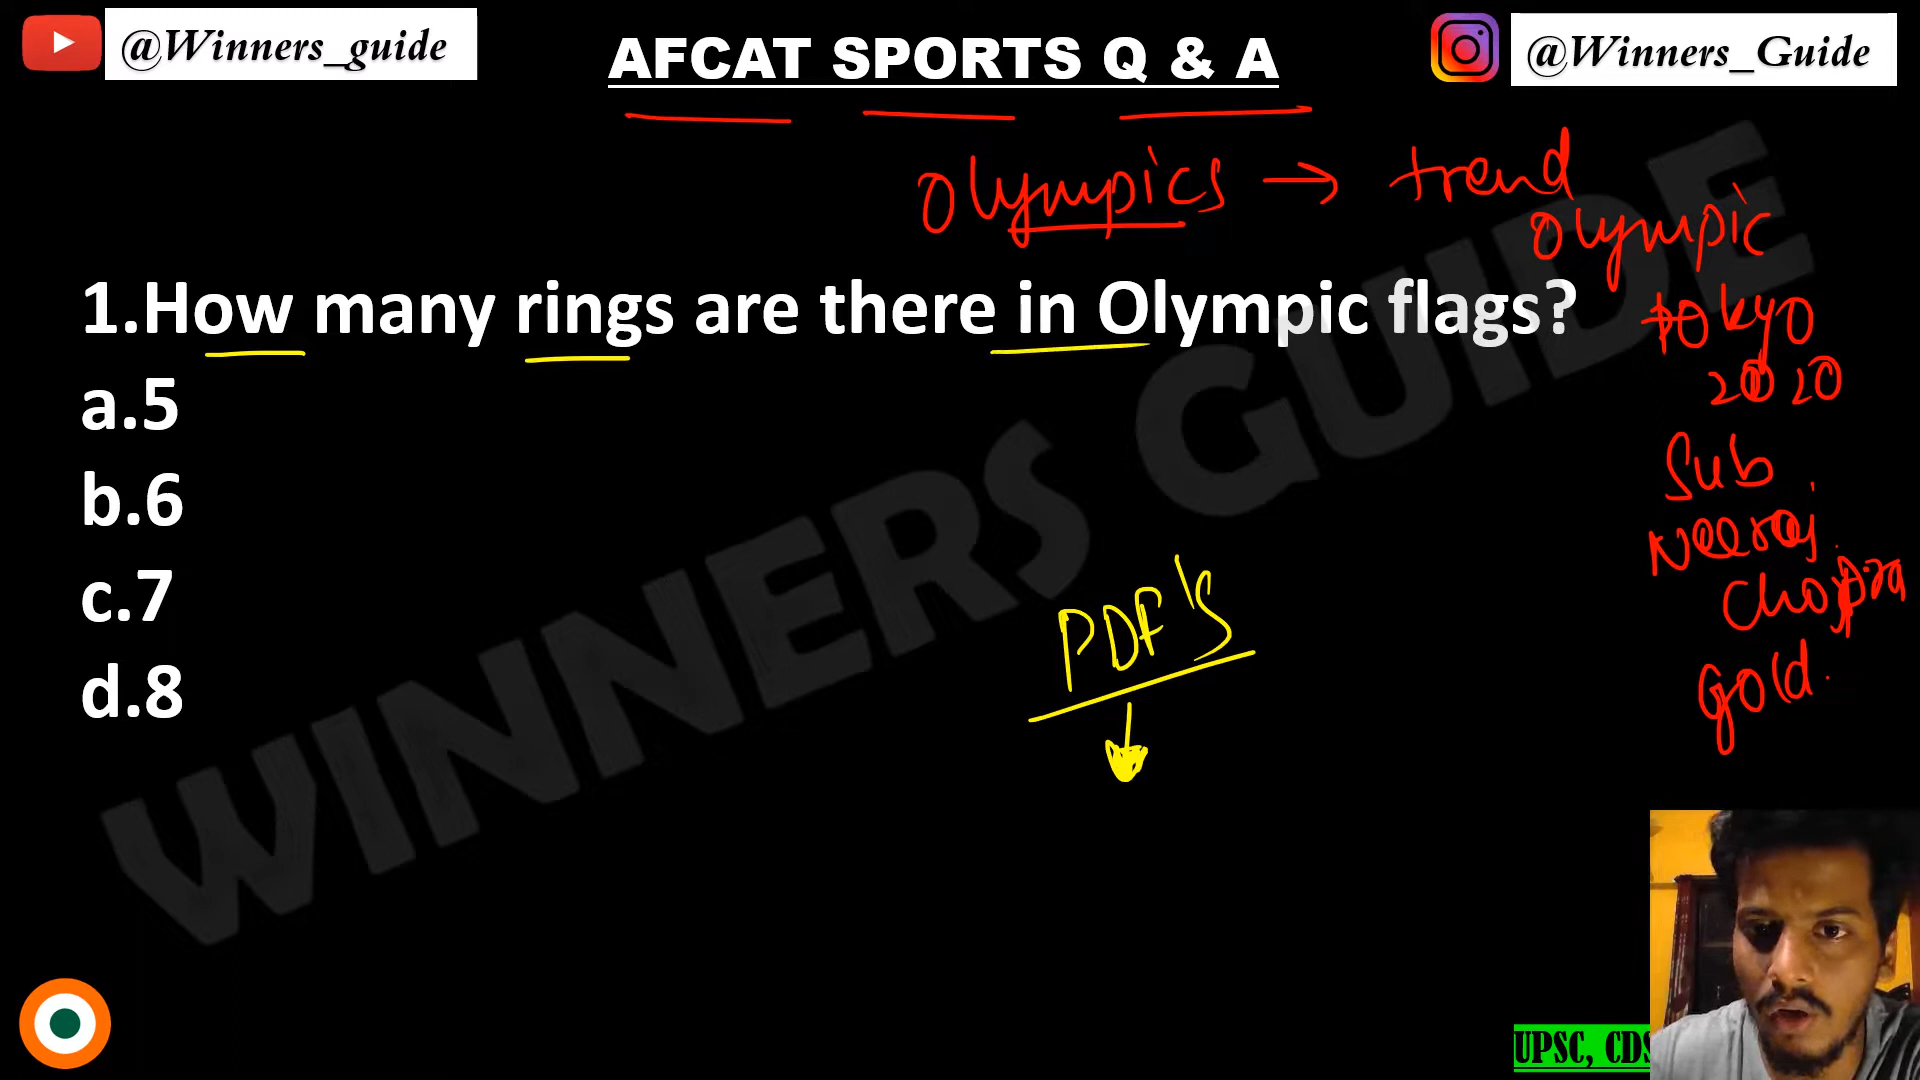 @Winners_guide
AFCAT SPORTS Q & A
@Winners_Guide
Olympics → trend
Olympic
tokyo
2020
Sub
Neeraj
Chopra
Gold.
1.How many rings are there in Olympic flags?
a.5
b.6
c.7
d.8
PDF's
WINNERS GUIDE
UPSC, CDS